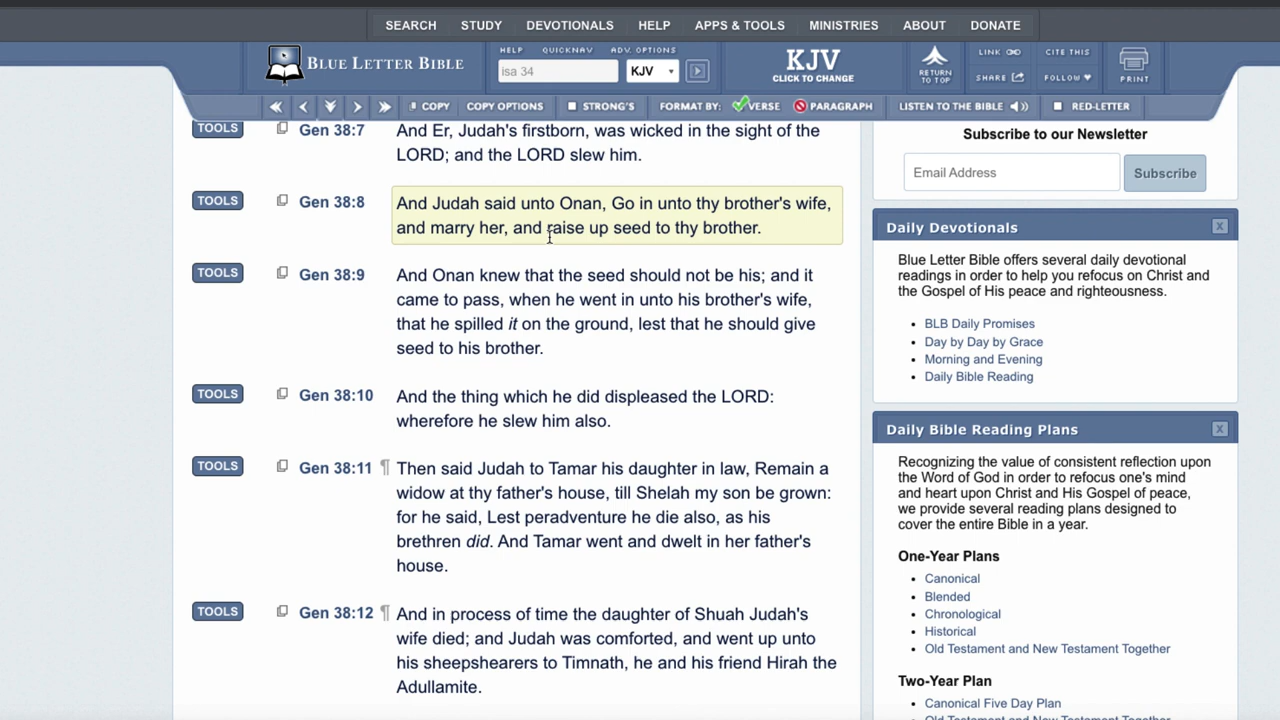 SEARCH STUDY DEVOTIONALS HELP APPS & TOOLS MINISTRIES ABOUT DONATE
BLUE LETTER BIBLE
HELP QUICKNAV ADV. OPTIONS
isa 34 KJV
KJV
CLICK TO CHANGE
RETURN
TO TOP
LINK CITE THIS
SHARE FOLLOW
PRINT
COPY COPY OPTIONS STRONG'S FORMAT BY: VERSE PARAGRAPH LISTEN TO THE BIBLE RED-LETTER
TOOLS Gen 38:7 And Er, Judah's firstborn, was wicked in the sight of the
LORD; and the LORD slew him.
TOOLS Gen 38:8 And Judah said unto Onan, Go in unto thy brother's wife,
and marry her, and raise up seed to thy brother.
TOOLS Gen 38:9 And Onan knew that the seed should not be his; and it
came to pass, when he went in unto his brother's wife,
that he spilled it on the ground, lest that he should give
seed to his brother.
TOOLS Gen 38:10 And the thing which he did displeased the LORD:
wherefore he slew him also.
TOOLS Gen 38:11 ¶ Then said Judah to Tamar his daughter in law, Remain a
widow at thy father's house, till Shelah my son be grown:
for he said, Lest peradventure he die also, as his
brethren did. And Tamar went and dwelt in her father's
house.
TOOLS Gen 38:12 ¶ And in process of time the daughter of Shuah Judah's
wife died; and Judah was comforted, and went up unto
his sheepshearers to Timnath, he and his friend Hirah the
Adullamite.
Subscribe to our Newsletter
Email Address Subscribe
Daily Devotionals
Blue Letter Bible offers several daily devotional
readings in order to help you refocus on Christ and
the Gospel of His peace and righteousness.
BLB Daily Promises
Day by Day by Grace
Morning and Evening
Daily Bible Reading
Daily Bible Reading Plans
Recognizing the value of consistent reflection upon
the Word of God in order to refocus one's mind
and heart upon Christ and His Gospel of peace,
we provide several reading plans designed to
cover the entire Bible in a year.
One-Year Plans
Canonical
Blended
Chronological
Historical
Old Testament and New Testament Together
Two-Year Plan
Canonical Five Day Plan
Old Testament and New Testament Together